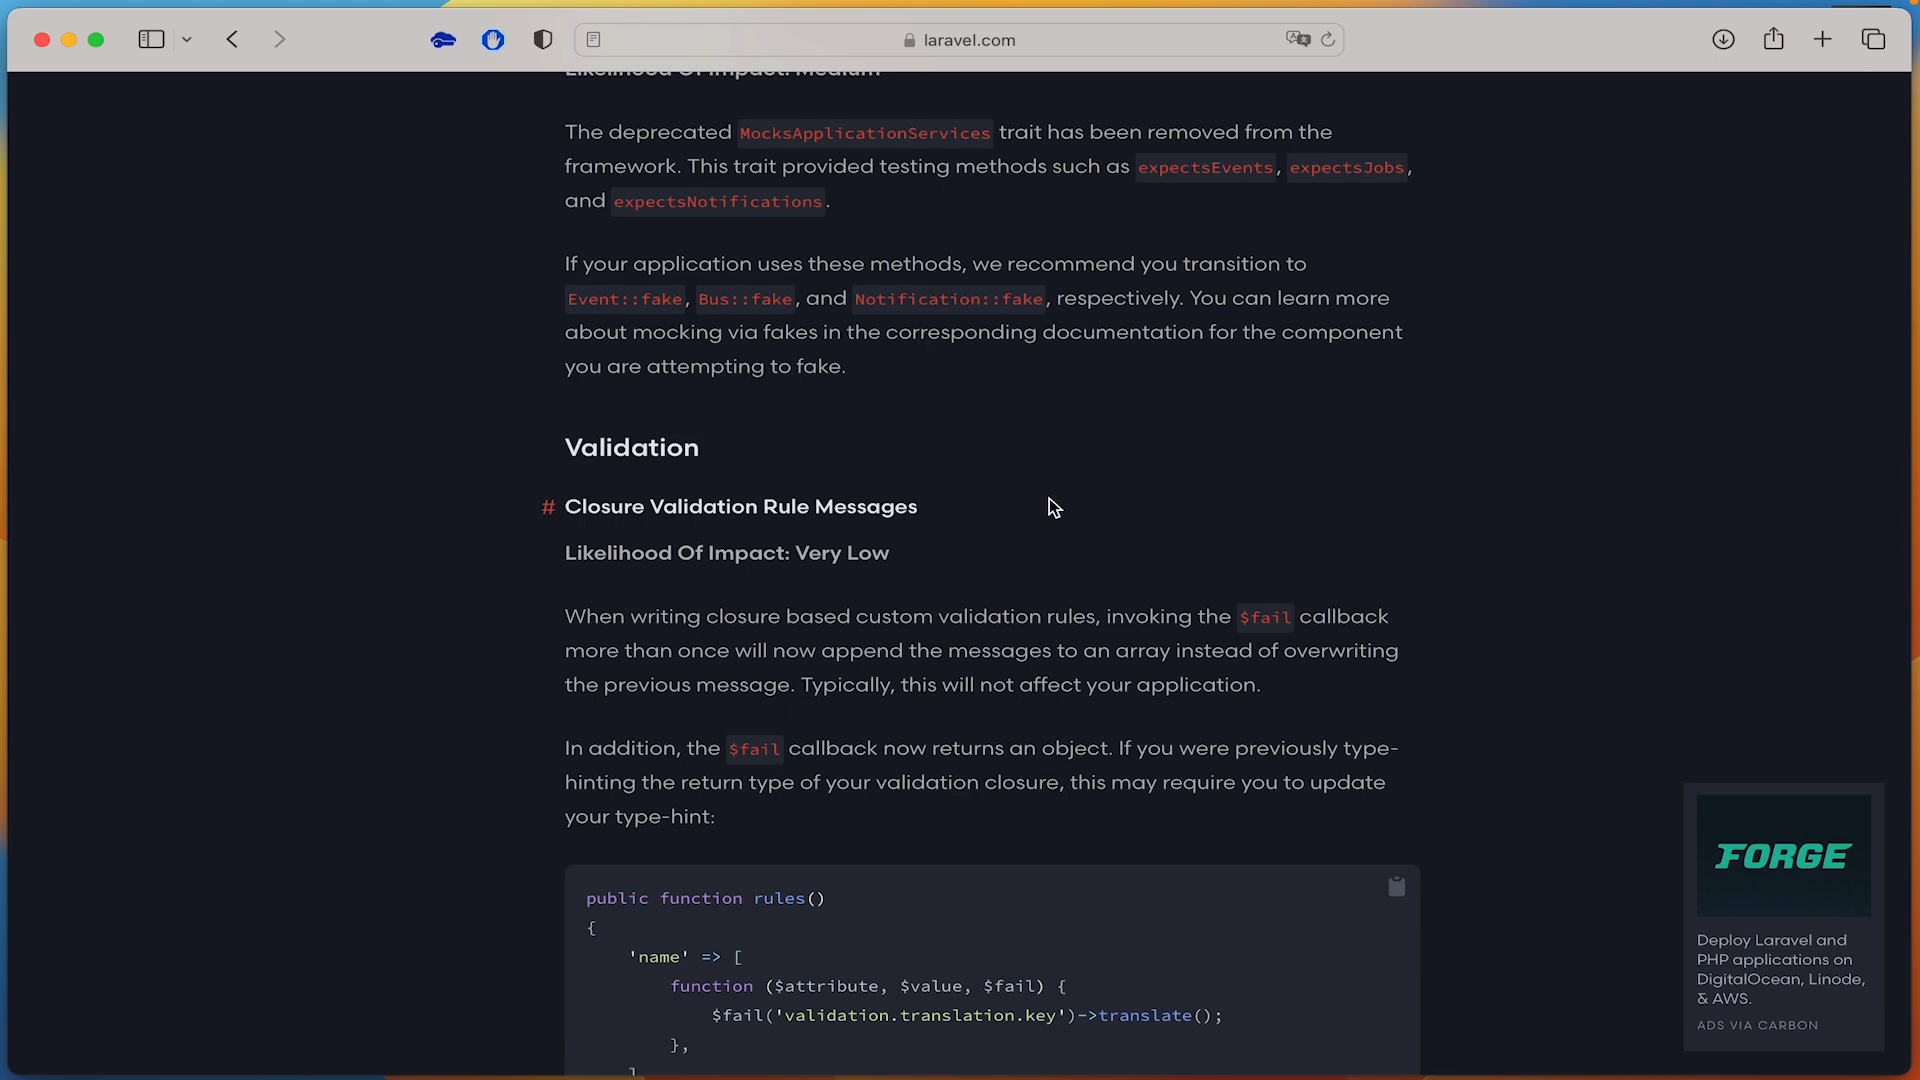 laravel.com
Likelihood Of Impact: Medium
The deprecated MocksApplicationServices trait has been removed from the
framework. This trait provided testing methods such as expectsEvents, expectsJobs,
and expectsNotifications.
If your application uses these methods, we recommend you transition to
Event::fake, Bus::fake, and Notification::fake, respectively. You can learn more
about mocking via fakes in the corresponding documentation for the component
you are attempting to fake.
Validation
# Closure Validation Rule Messages
Likelihood Of Impact: Very Low
When writing closure based custom validation rules, invoking the $fail callback
more than once will now append the messages to an array instead of overwriting
the previous message. Typically, this will not affect your application.
In addition, the $fail callback now returns an object. If you were previously type-
hinting the return type of your validation closure, this may require you to update
your type-hint:
public function rules()
{
'name' => [
function ($attribute, $value, $fail) {
$fail('validation.translation.key')->translate();
},
]
FORGE
Deploy Laravel and
PHP applications on
DigitalOcean, Linode,
& AWS.
ADS VIA CARBON